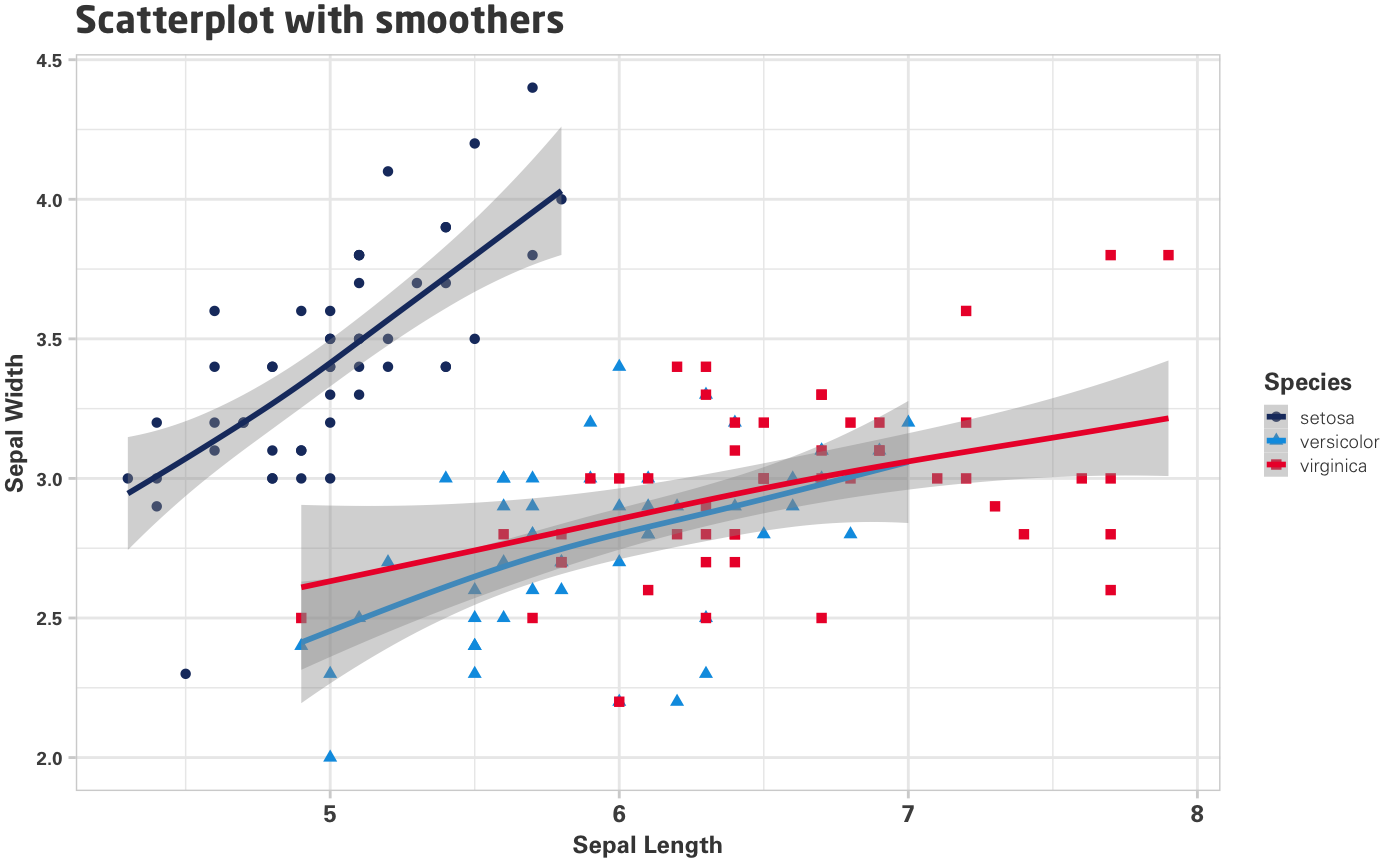 Scatterplot with smoothers
4.5
4.0
3.5
3.0
2.5
2.0
Sepal Width
5 6 7 8
Sepal Length
Species
setosa
versicolor
virginica